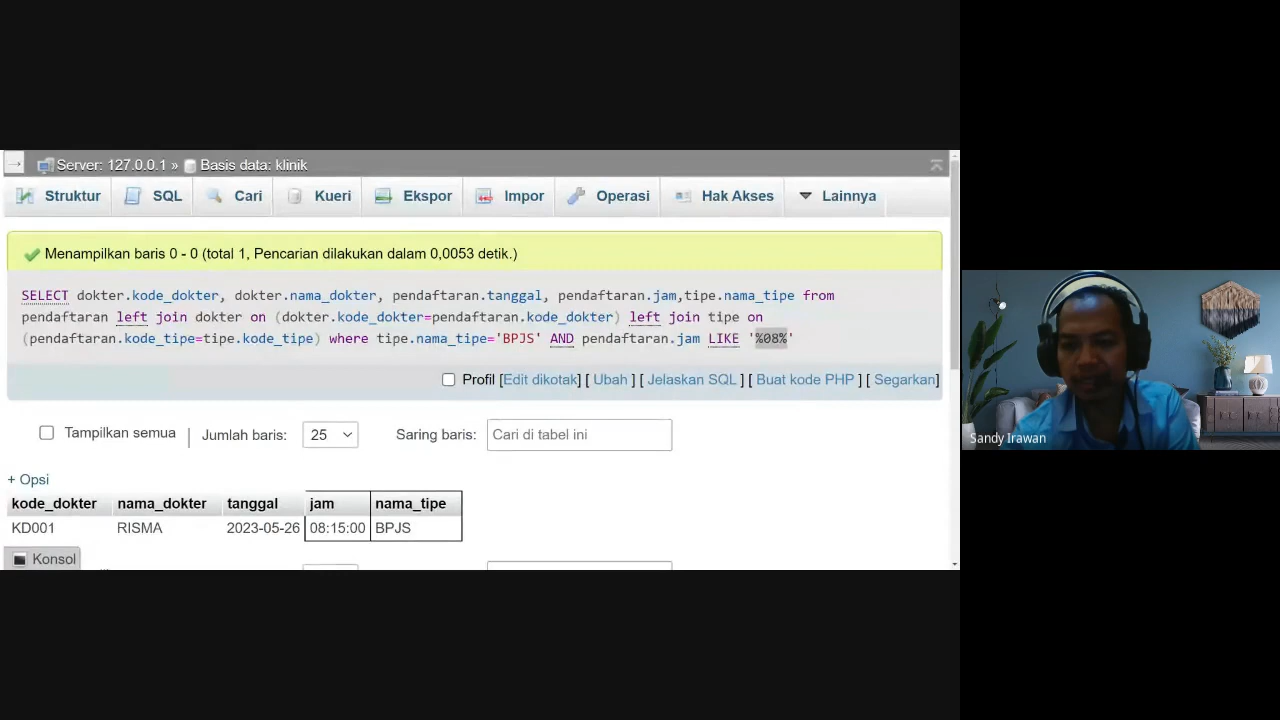 Server: 127.0.0.1 » Basis data: klinik
Struktur SQL Cari Kueri Ekspor Impor Operasi Hak Akses Lainnya
Menampilkan baris 0 - 0 (total 1, Pencarian dilakukan dalam 0,0053 detik.)
SELECT dokter.kode_dokter, dokter.nama_dokter, pendaftaran.tanggal, pendaftaran.jam,tipe.nama_tipe from
pendaftaran left join dokter on (dokter.kode_dokter=pendaftaran.kode_dokter) left join tipe on
(pendaftaran.kode_tipe=tipe.kode_tipe) where tipe.nama_tipe='BPJS' AND pendaftaran.jam LIKE '%08%'
Profil [Edit dikotak] [ Ubah ] [ Jelaskan SQL ] [ Buat kode PHP ] [ Segarkan]
Tampilkan semua | Jumlah baris: 25 Saring baris: Cari di tabel ini
+ Opsi
kode_dokter nama_dokter tanggal jam nama_tipe
KD001 RISMA 2023-05-26 08:15:00 BPJS
Konsol
Sandy Irawan